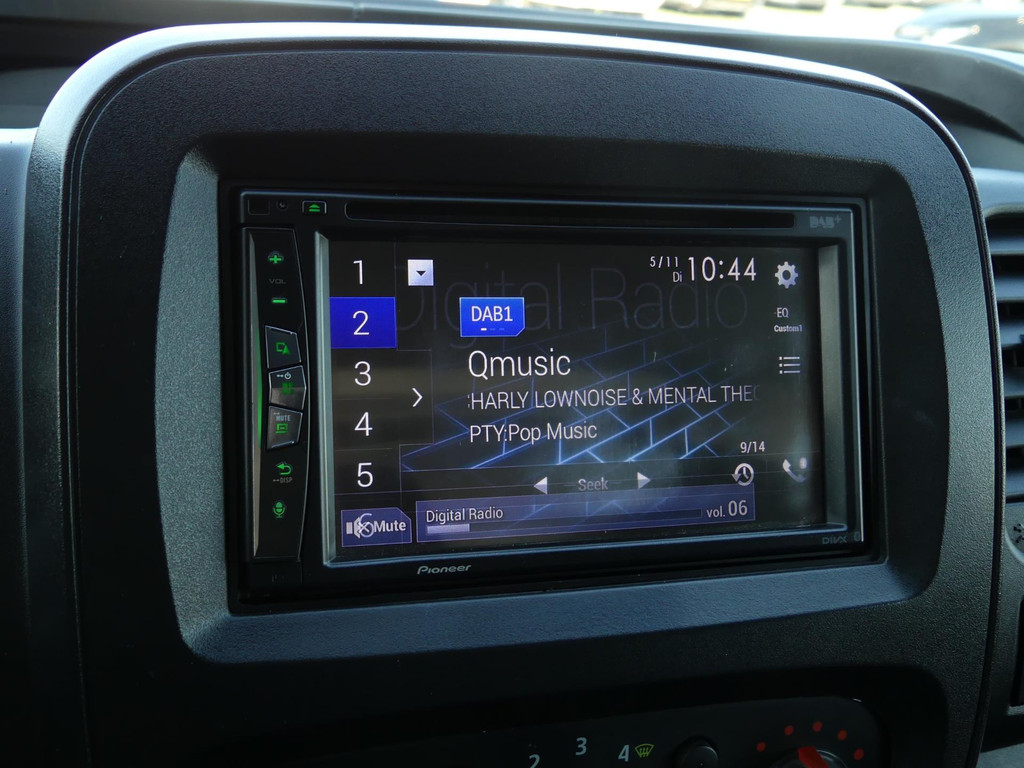 DAB+
VOL
MUTE
DISP
1
2
3
4
5
6
Digital Radio
5/11
Di
10:44
DAB1
EQ
Custom1
Qmusic
HARLY LOWNOISE & MENTAL THE
PTY:Pop Music
9/14
Seek
Mute
Digital Radio
vol. 06
Pioneer
DIVX
2
3
4